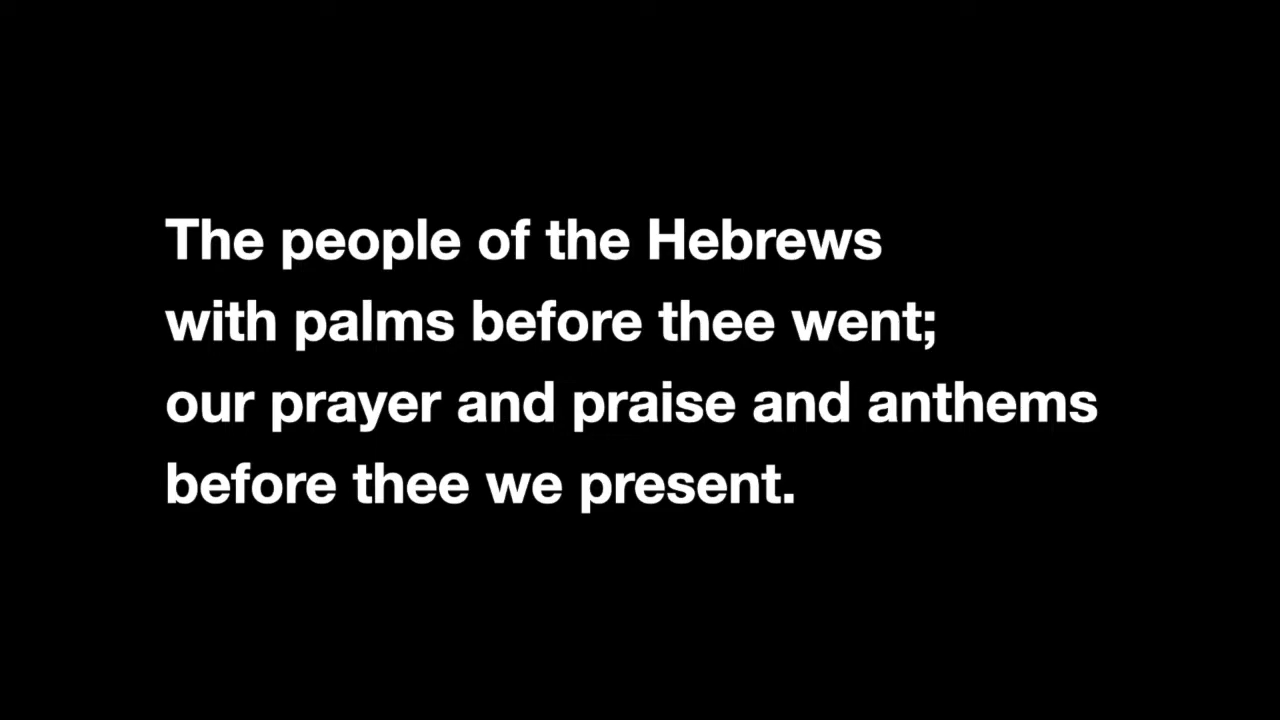 The people of the Hebrews
with palms before thee went;
our prayer and praise and anthems
before thee we present.